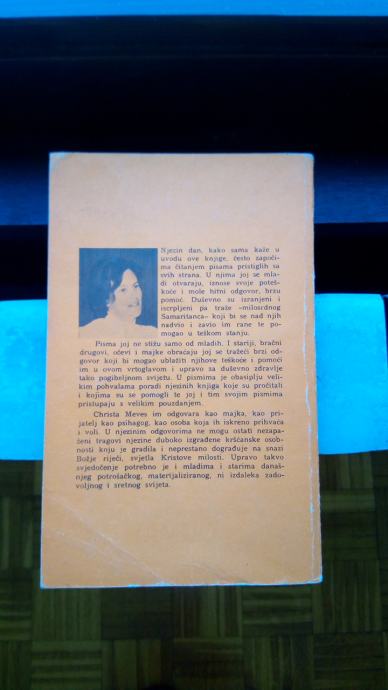 Njezin dan, kako sama kaže u
uvodu ove knjige, često započi-
ma čitanjem pisama pristiglih sa
svih strana. U njima joj se mla-
di otvaraju, iznose svoje poteš-
koće i mole hitni odgovor, brzu
pomoć. Duševno su izranjeni i
iscrpljeni pa traže »milosrdnog
Samaritanca« koji bi se nad njih
nadvio i zavio im rane te po-
mogao u teškom stanju.
Pisma joj ne stižu samo od mladih. I stariji, bračni
drugovi, očevi i majke obraćaju joj se tražeći brzi od-
govor koji bi mogao ublažiti njihove teškoće i pomoći
im u ovom vrtoglavom i upravo za duševno zdravlje
tako pogibeljnom svijetu. U pismima je obasiplju veli-
kim pohvalama poradi njezinih knjiga koje su pročitali
i kojima su se pomogli te joj i tim svojim pismima
pristupaju s velikim pouzdanjem.
Christa Meves im odgovara kao majka, kao pri-
jatelj kao psihagog, kao osoba koja ih iskreno prihvaća
i voli. U njezinim odgovorima ne mogu ostati nezapa-
ženi tragovi njezine duboko izgrađene kršćanske osob-
nosti koju je gradila i neprestano dograđuje na snazi
Božje riječi, svjetla Kristove milosti. Upravo takvo
svjedočenje potrebno je i mladima i starima današ-
njeg potrošačkog, materijaliziranog, ni izdaleka zado-
voljnog i sretnog svijeta.